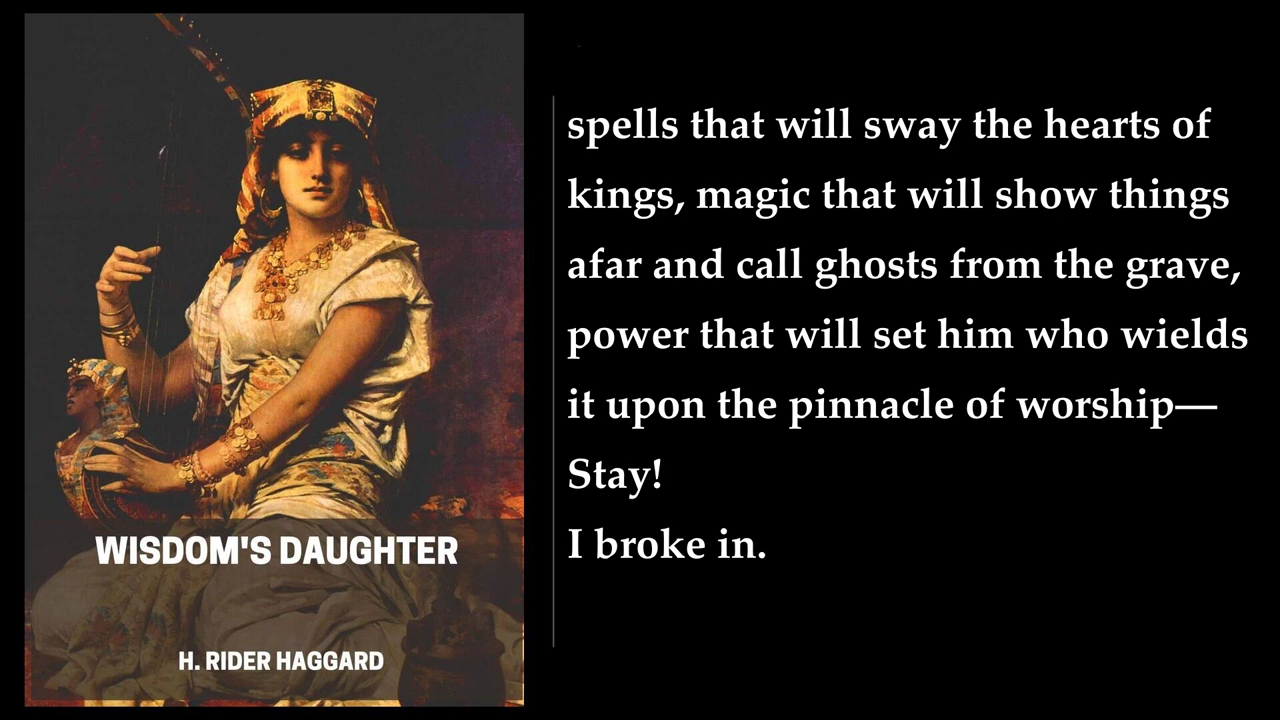 WISDOM'S DAUGHTER
H. RIDER HAGGARD
spells that will sway the hearts of
kings, magic that will show things
afar and call ghosts from the grave,
power that will set him who wields
it upon the pinnacle of worship—
Stay!
I broke in.